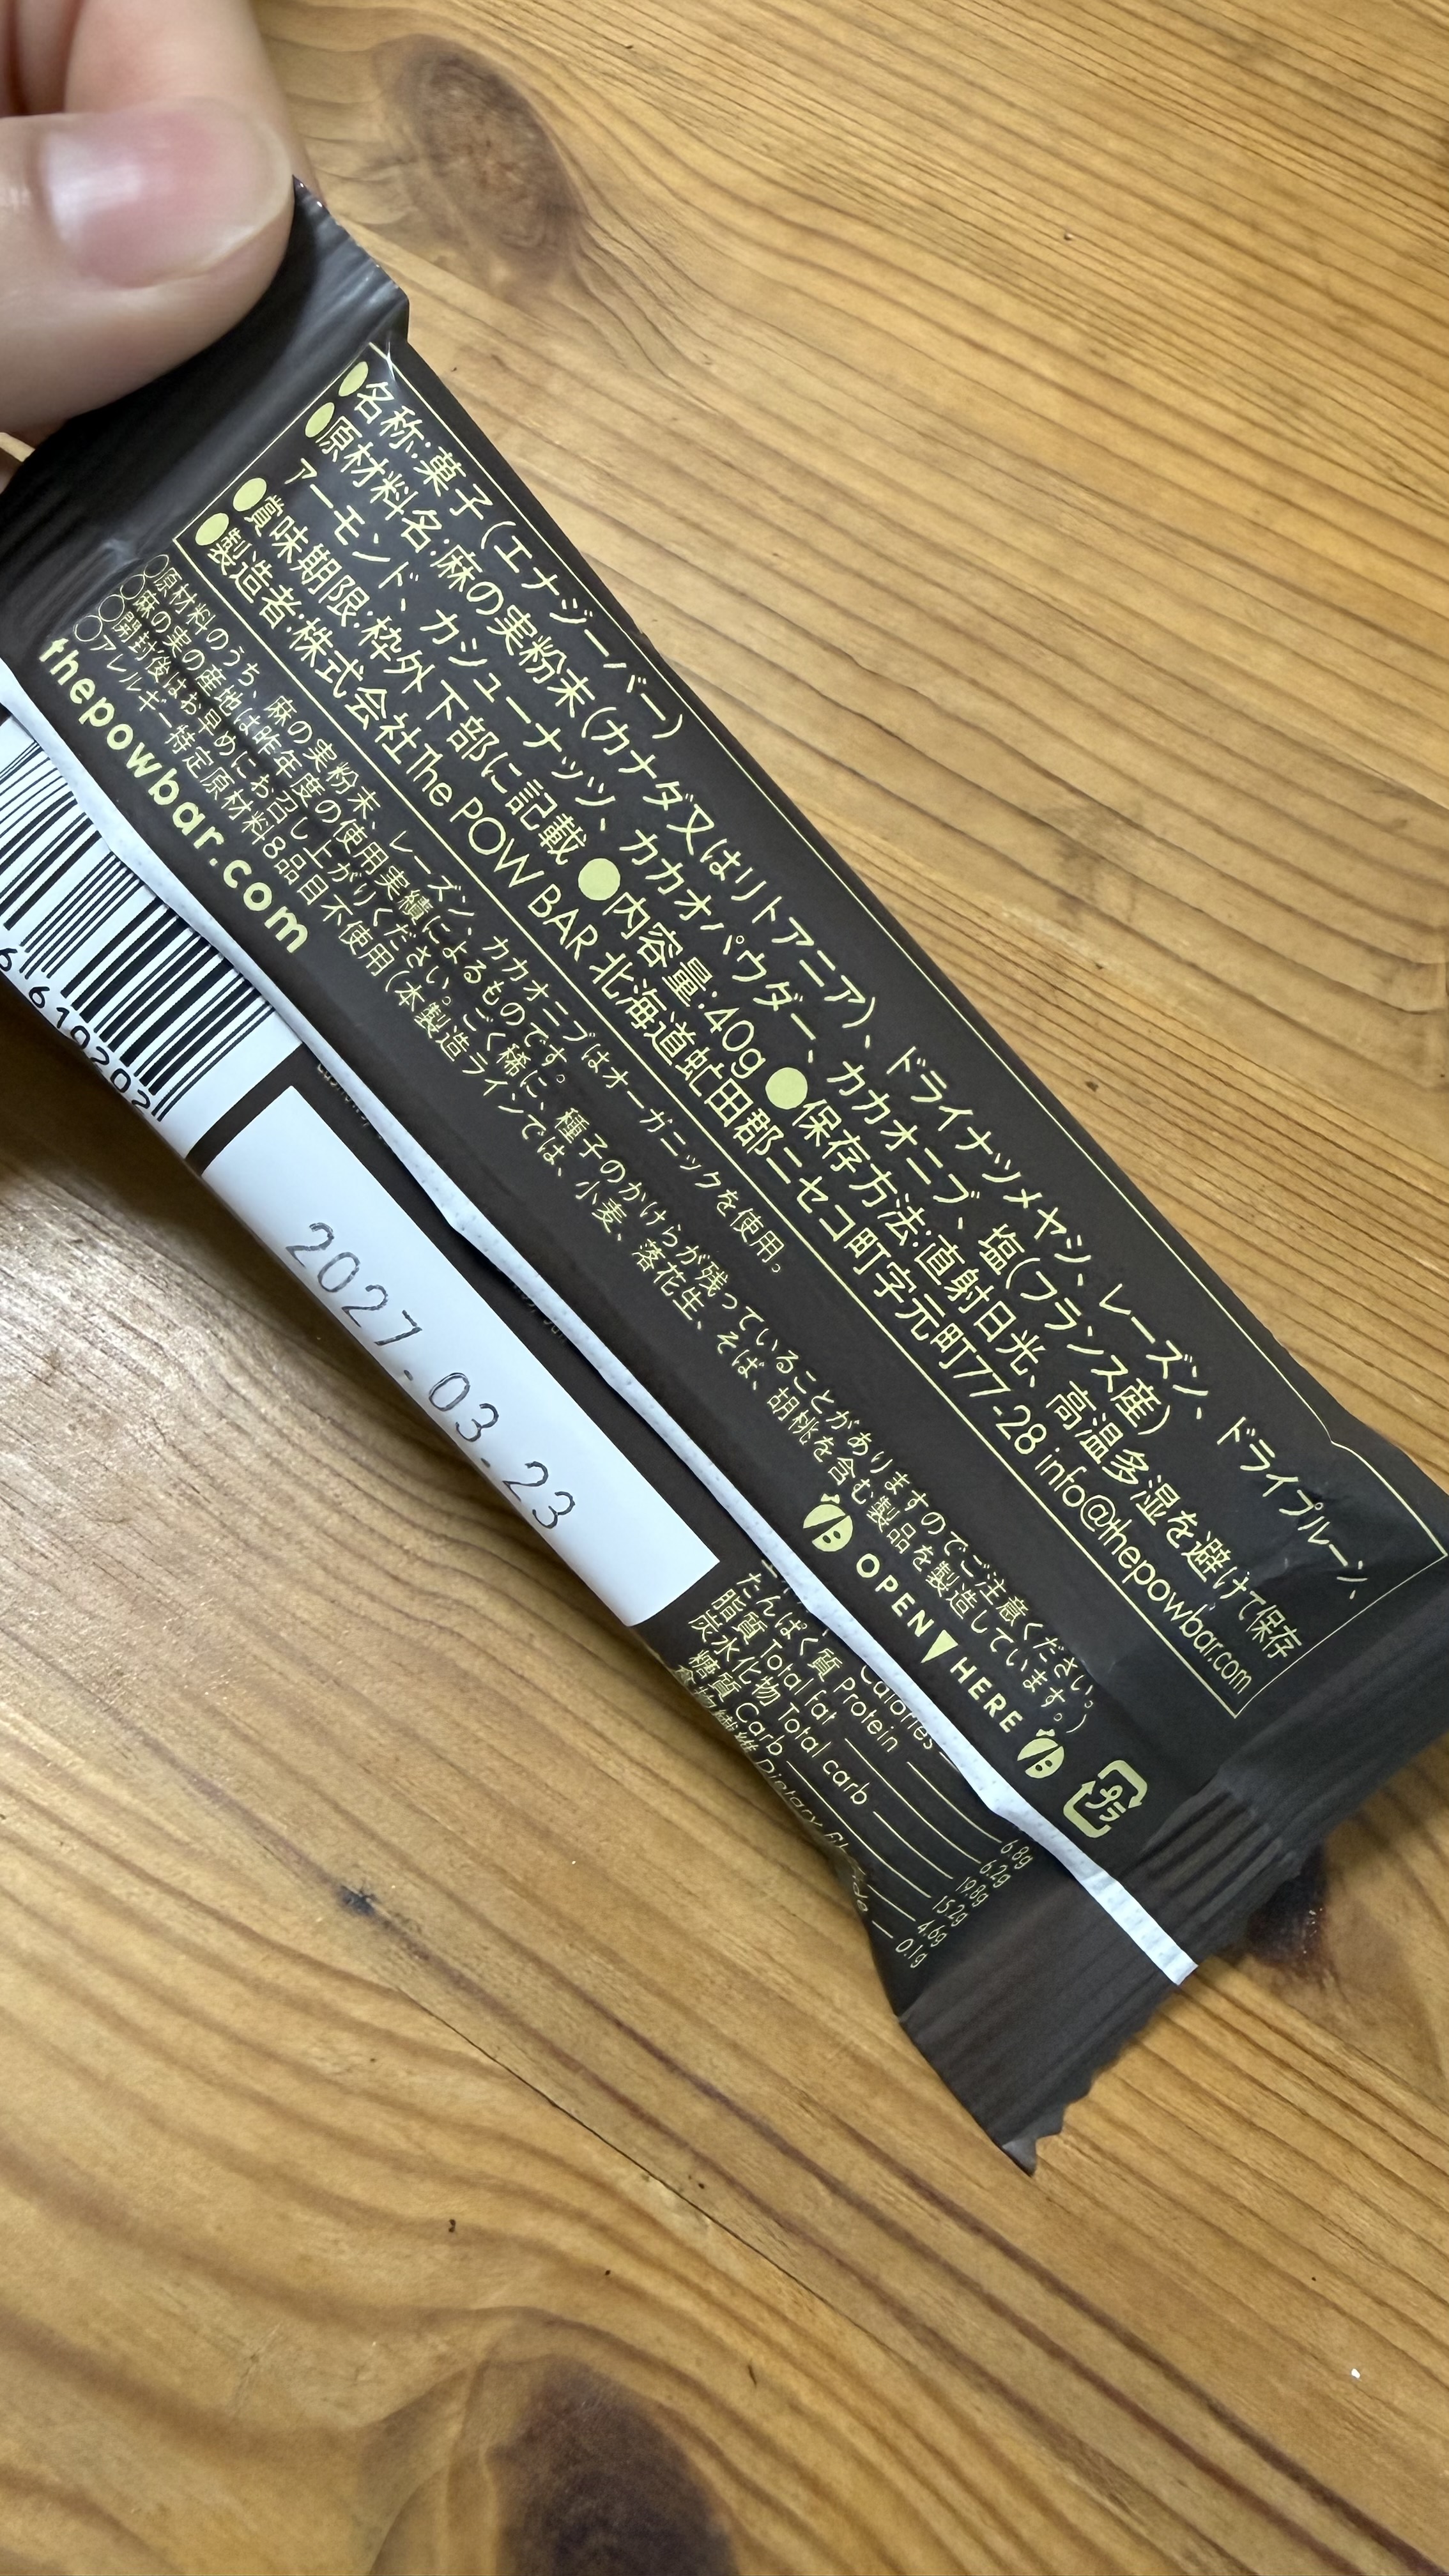 ●名称:菓子(エナジーバー)
●原材料名:麻の実粉末(カナダ又はリトアニア)、ドライナツメヤシ、レーズン、ドライプルーン、
アーモンド、カシューナッツ、カカオパウダー、カカオニブ、塩(フランス産)
●賞味期限:枠外下部に記載 ●内容量:40g ●保存方法:直射日光、高温多湿を避けて保存
●製造者:株式会社The POW BAR 北海道虻田郡ニセコ町字元町77-28 info@thepowbar.com
○原材料のうち、麻の実粉末、レーズン、カカオニブはオーガニックを使用。
○麻の実の産地は昨年度の使用実績によるものです。
○開封後はお早めにお召し上がりください。ごく稀に、種子のかけらが残っていることがありますのでご注意ください。
○アレルギー特定原材料8品目不使用(本製造ラインでは、小麦、落花生、そば、胡桃を含む製品を製造しています。)
thepowbar.com
OPEN HERE
プラ
6 610202
2027.03.23
Calories
たんぱく質 Protein 6.8g
脂質 Total fat 6.2g
炭水化物 Total carb 19.8g
糖質 Carb 15.2g
食物繊維 Dietary 4.6g
0.1g